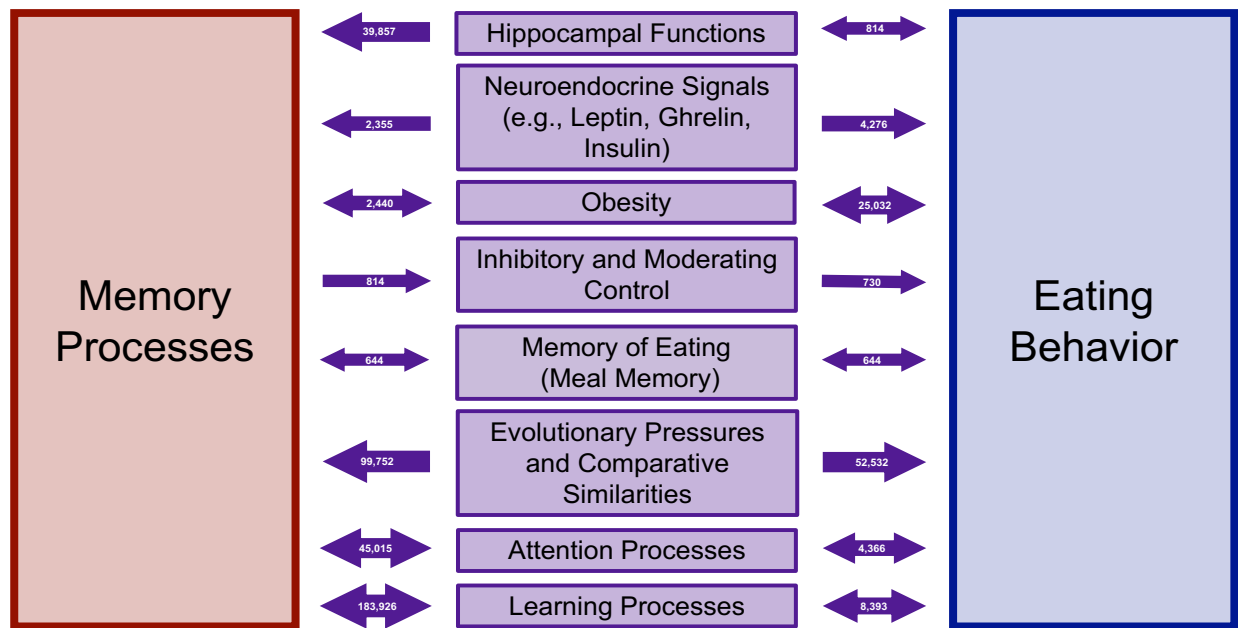 39,857
Hippocampal Functions
814
Neuroendocrine Signals
(e.g., Leptin, Ghrelin,
Insulin)
2,355
4,276
2,440
Obesity
25,032
Memory
Processes
814
Inhibitory and Moderating
Control
730
Eating
Behavior
644
Memory of Eating
(Meal Memory)
644
99,752
Evolutionary Pressures
and Comparative
Similarities
52,532
45,015
Attention Processes
4,366
183,926
Learning Processes
8,393